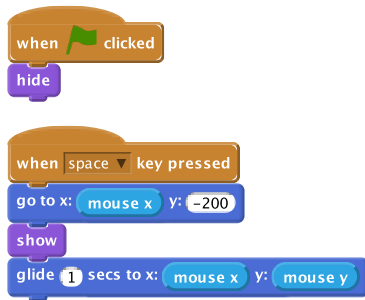 when clicked
hide
when space key pressed
go to x: mouse x y: -200
show
glide 1 secs to x: mouse x y: mouse y